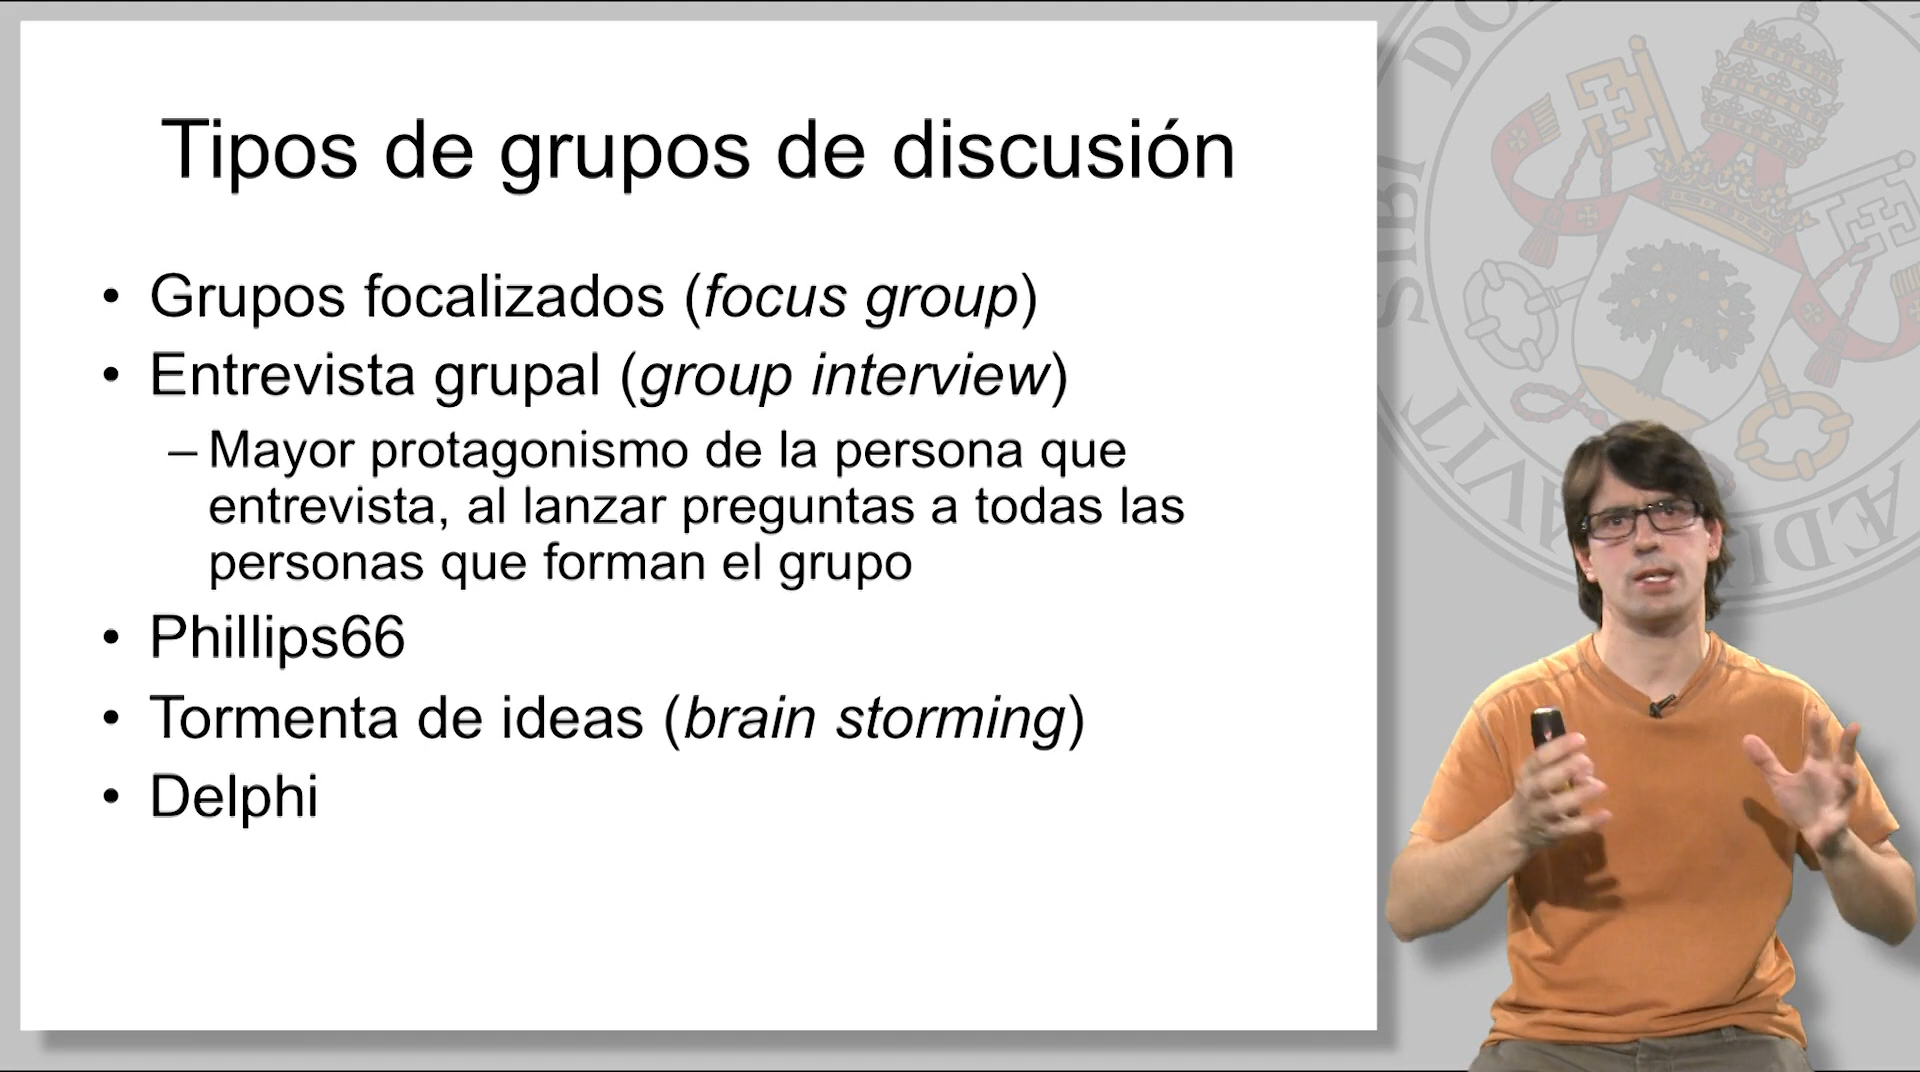 Tipos de grupos de discusión
• Grupos focalizados (focus group)
• Entrevista grupal (group interview)
– Mayor protagonismo de la persona que
entrevista, al lanzar preguntas a todas las
personas que forman el grupo
• Phillips66
• Tormenta de ideas (brain storming)
• Delphi
SIBI